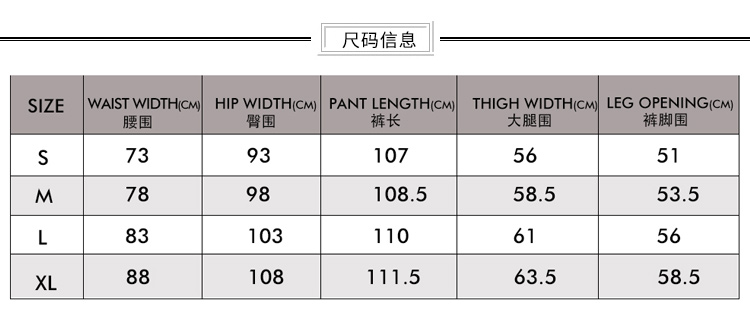 尺码信息
SIZE WAIST WIDTH(CM) HIP WIDTH(CM) PANT LENGTH(CM) THIGH WIDTH(CM) LEG OPENING(CM)
腰围 臀围 裤长 大腿围 裤脚围
S 73 93 107 56 51
M 78 98 108.5 58.5 53.5
L 83 103 110 61 56
XL 88 108 111.5 63.5 58.5